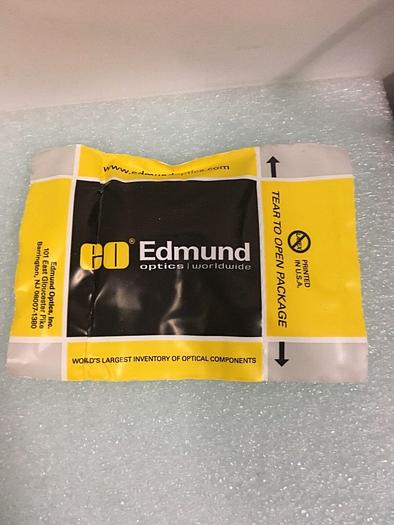 www.edmundoptics.com
EO® Edmund
optics | worldwide
WORLD'S LARGEST INVENTORY OF OPTICAL COMPONENTS
Edmund Optics, Inc.
101 East Gloucester Pike
Barrington, NJ 08007-1380
TEAR TO OPEN PACKAGE
PRINTED
IN U.S.A.